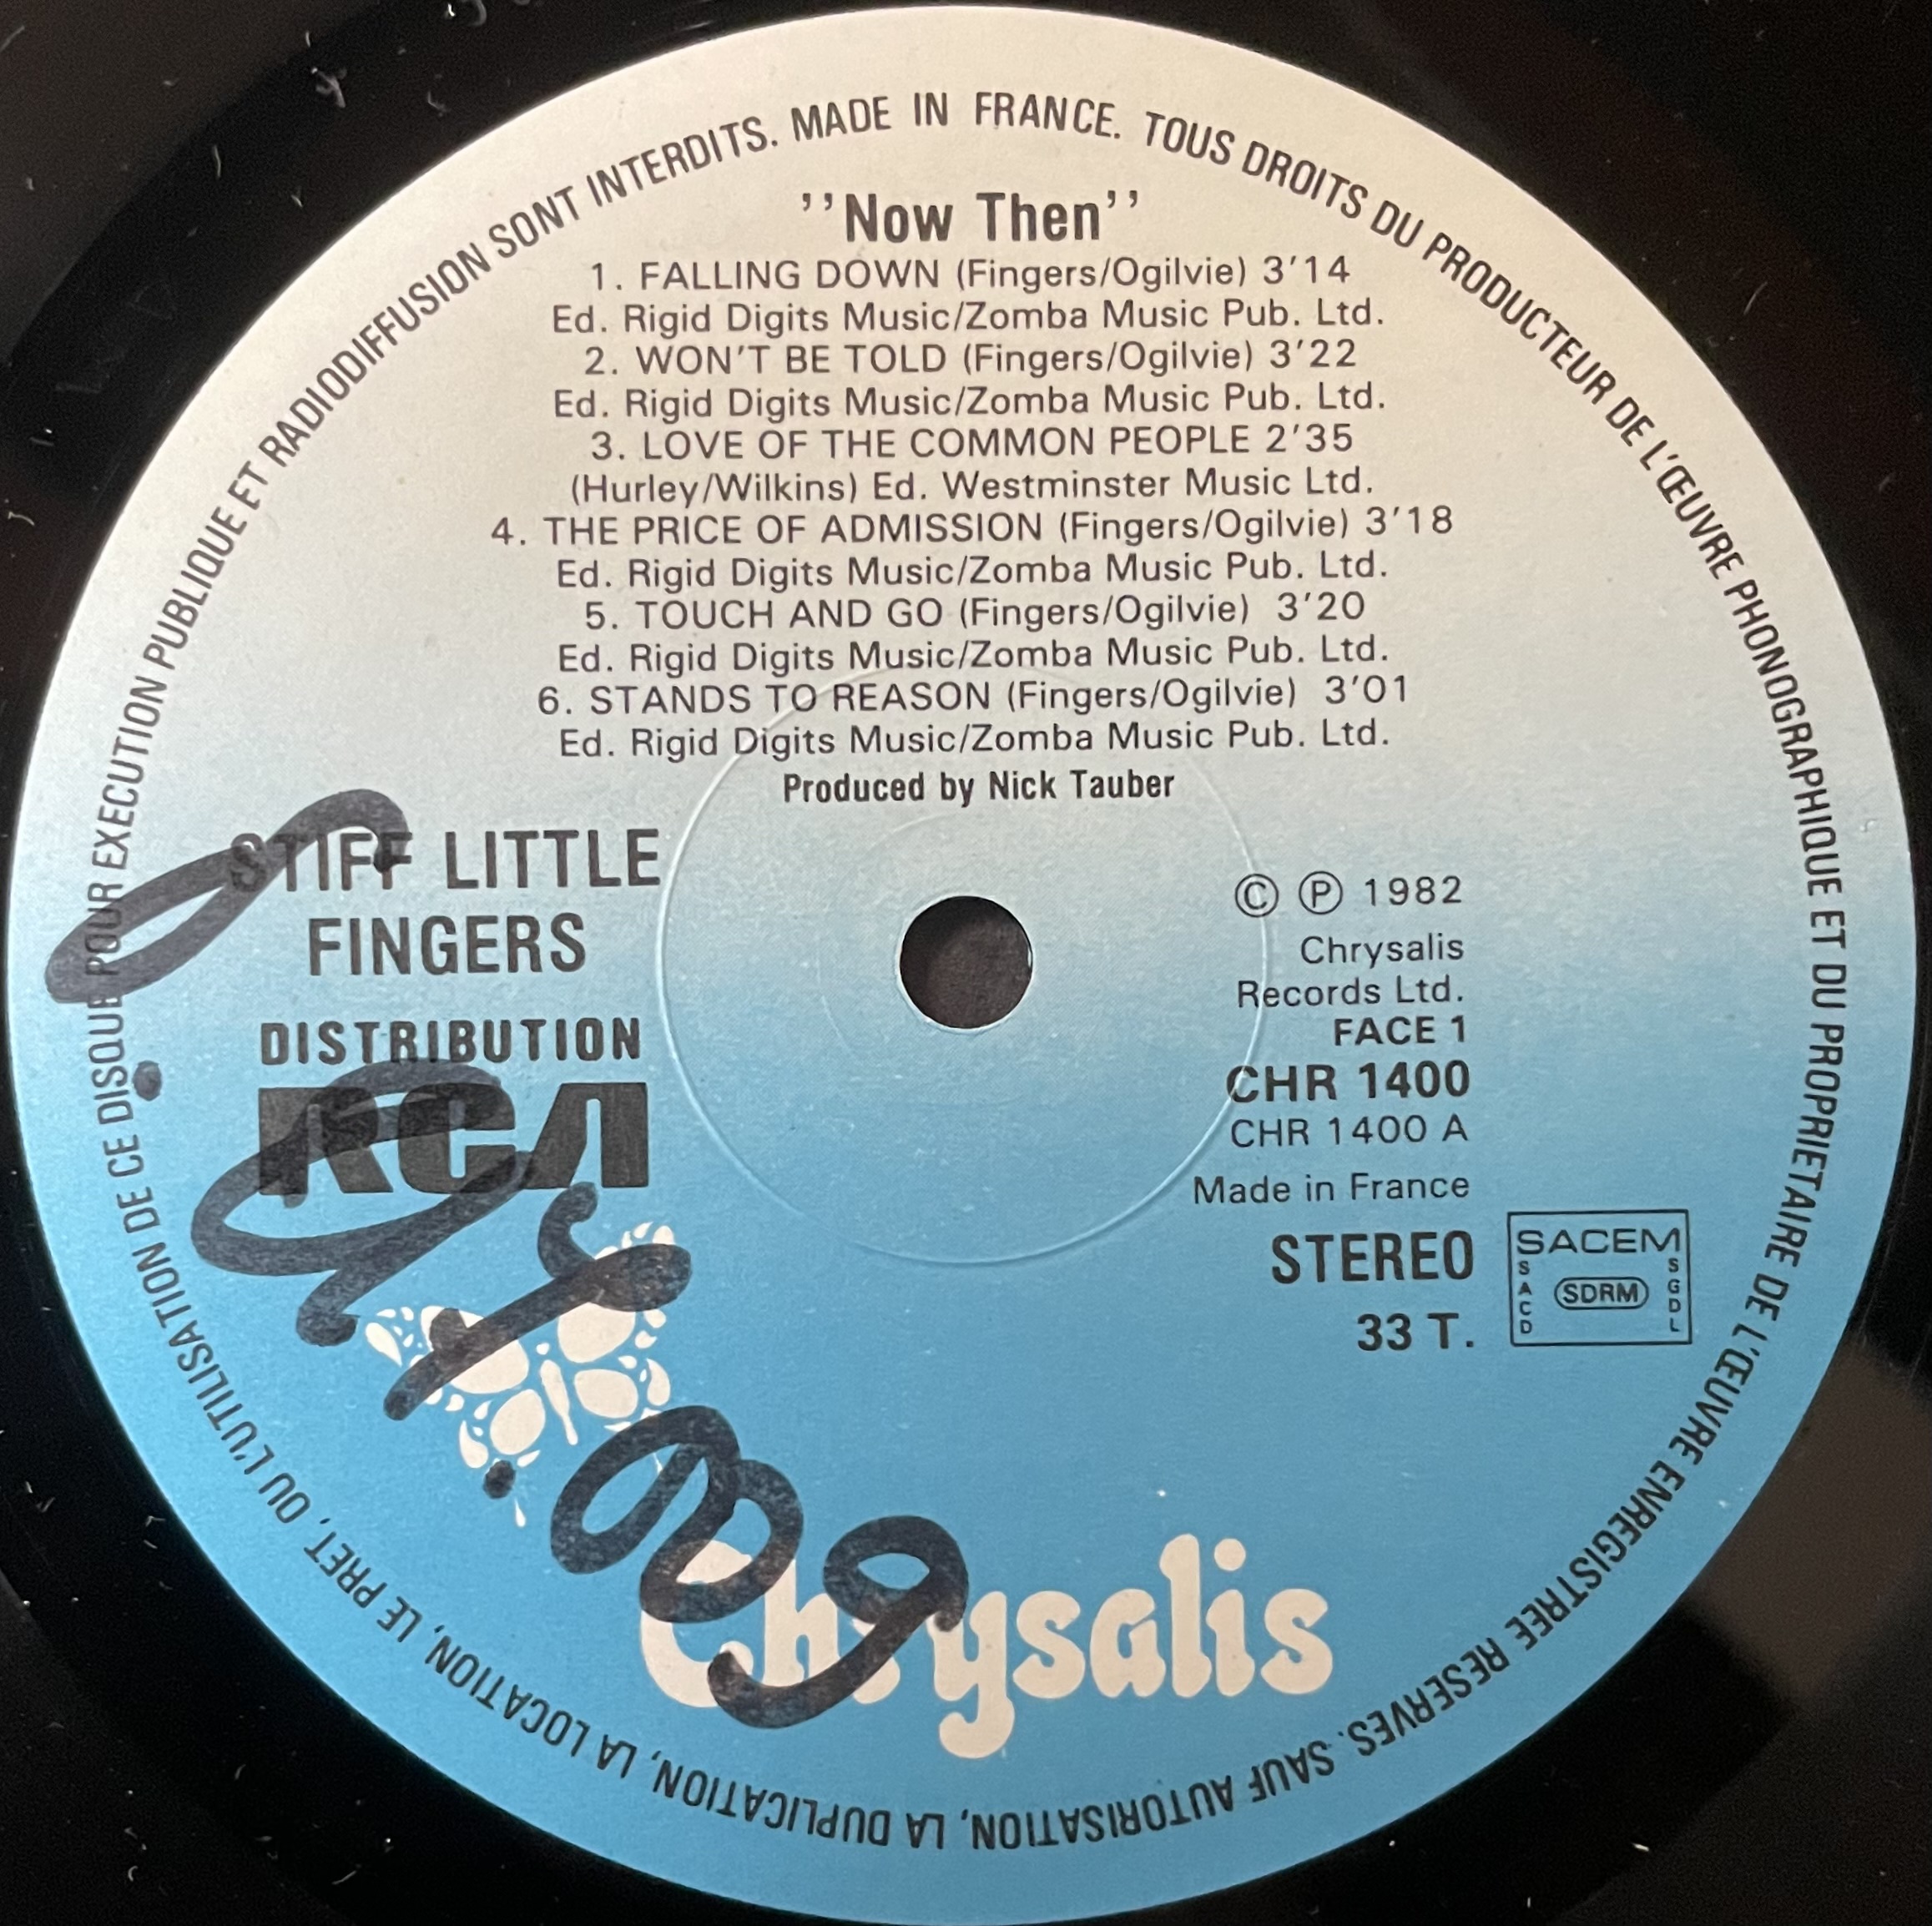 "Now Then"
1. FALLING DOWN (Fingers/Ogilvie) 3'14
Ed. Rigid Digits Music/Zomba Music Pub. Ltd.
2. WON'T BE TOLD (Fingers/Ogilvie) 3'22
Ed. Rigid Digits Music/Zomba Music Pub. Ltd.
3. LOVE OF THE COMMON PEOPLE 2'35
(Hurley/Wilkins) Ed. Westminster Music Ltd.
4. THE PRICE OF ADMISSION (Fingers/Ogilvie) 3'18
Ed. Rigid Digits Music/Zomba Music Pub. Ltd.
5. TOUCH AND GO (Fingers/Ogilvie) 3'20
Ed. Rigid Digits Music/Zomba Music Pub. Ltd.
6. STANDS TO REASON (Fingers/Ogilvie) 3'01
Ed. Rigid Digits Music/Zomba Music Pub. Ltd.
Produced by Nick Tauber
STIFF LITTLE
FINGERS
DISTRIBUTION
RCA
© ℗ 1982
Chrysalis
Records Ltd.
FACE 1
CHR 1400
CHR 1400 A
Made in France
STEREO
33 T.
SACEM
SACD
SDRM
SGDL
Chrysalis
MADE IN FRANCE. TOUS DROITS DU PRODUCTEUR DE L'ŒUVRE PHONOGRAPHIQUE ET DU PROPRIETAIRE DE L'ŒUVRE ENREGISTREE RESERVES. SAUF AUTORISATION, LA DUPLICATION, LA LOCATION, LE PRET, OU L'UTILISATION DE CE DISQUE POUR EXECUTION PUBLIQUE ET RADIODIFFUSION SONT INTERDITS.